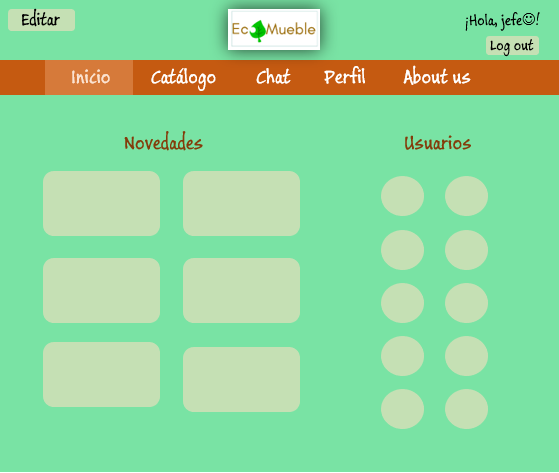 Editar
EcoMueble
¡Hola, jefe☺!
Log out
Inicio Catálogo Chat Perfil About us
Novedades
Usuarios